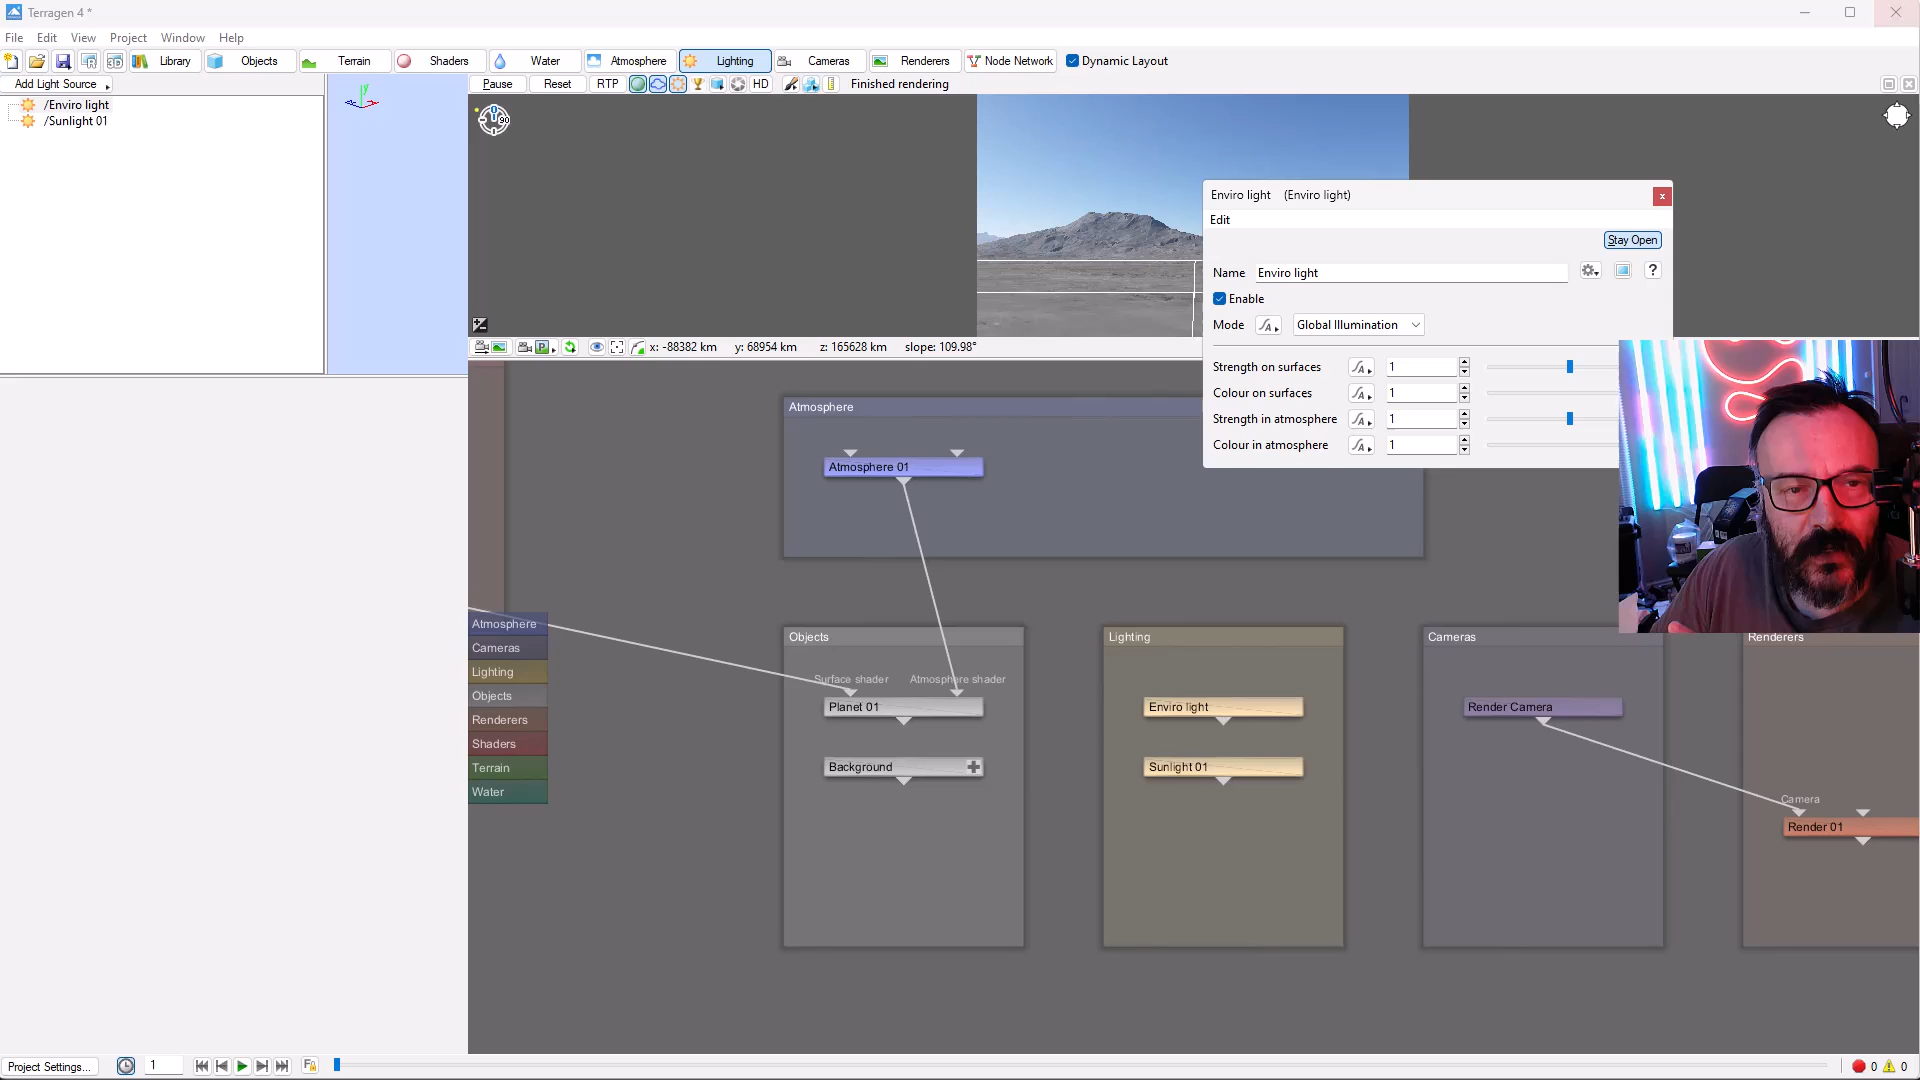 Terragen 4 *
File Edit View Project Window Help
Library Objects Terrain Shaders Water Atmosphere Lighting Cameras Renderers Node Network Dynamic Layout
Add Light Source
Pause Reset RTP HD Finished rendering
/Enviro light
/Sunlight 01
y
90
Enviro light (Enviro light)
Edit
Stay Open
Name Enviro light
?
Enable
Mode Global Illumination
x: -88382 km y: 68954 km z: 165628 km slope: 109.98°
Strength on surfaces 1
Colour on surfaces 1
Strength in atmosphere 1
Colour in atmosphere 1
Atmosphere
Atmosphere 01
Atmosphere
Cameras
Lighting
Objects
Renderers
Shaders
Terrain
Water
Objects
Surface shader Atmosphere shader
Planet 01
Background
Lighting
Enviro light
Sunlight 01
Cameras
Render Camera
Renderers
Camera
Render 01
Project Settings... 1 0 0